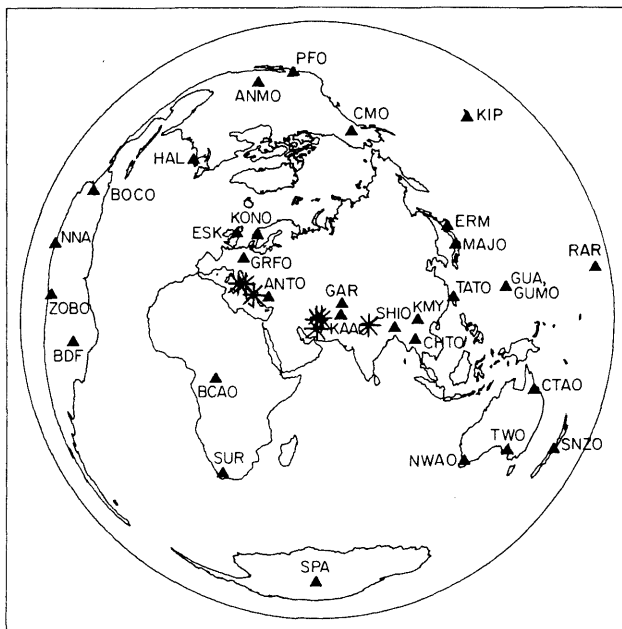 PFO
ANMO
CMO
KIP
HAL
BOCO
KONO
ESK
ERM
NNA
MAJO
RAR
GRFO
GUA,
GUMO
ANTO
GAR
TATO
ZOBO
SHIO
KMY
KAAO
CHTO
BDF
BCAO
CTAO
TWO
SNZO
NWAO
SUR
SPA